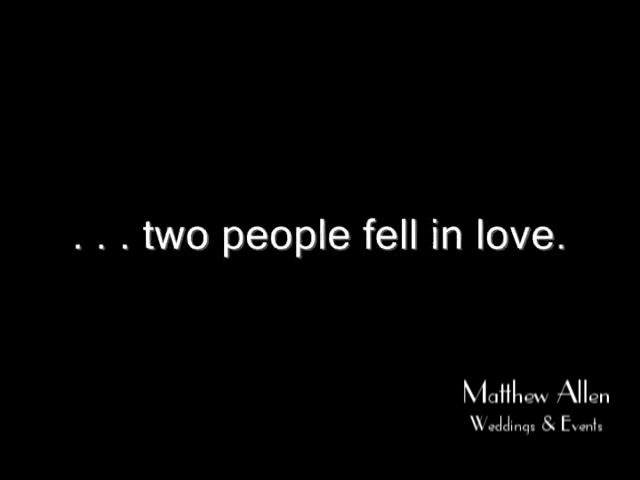 . . . two people fell in love.
Matthew Allen
Weddings & Events